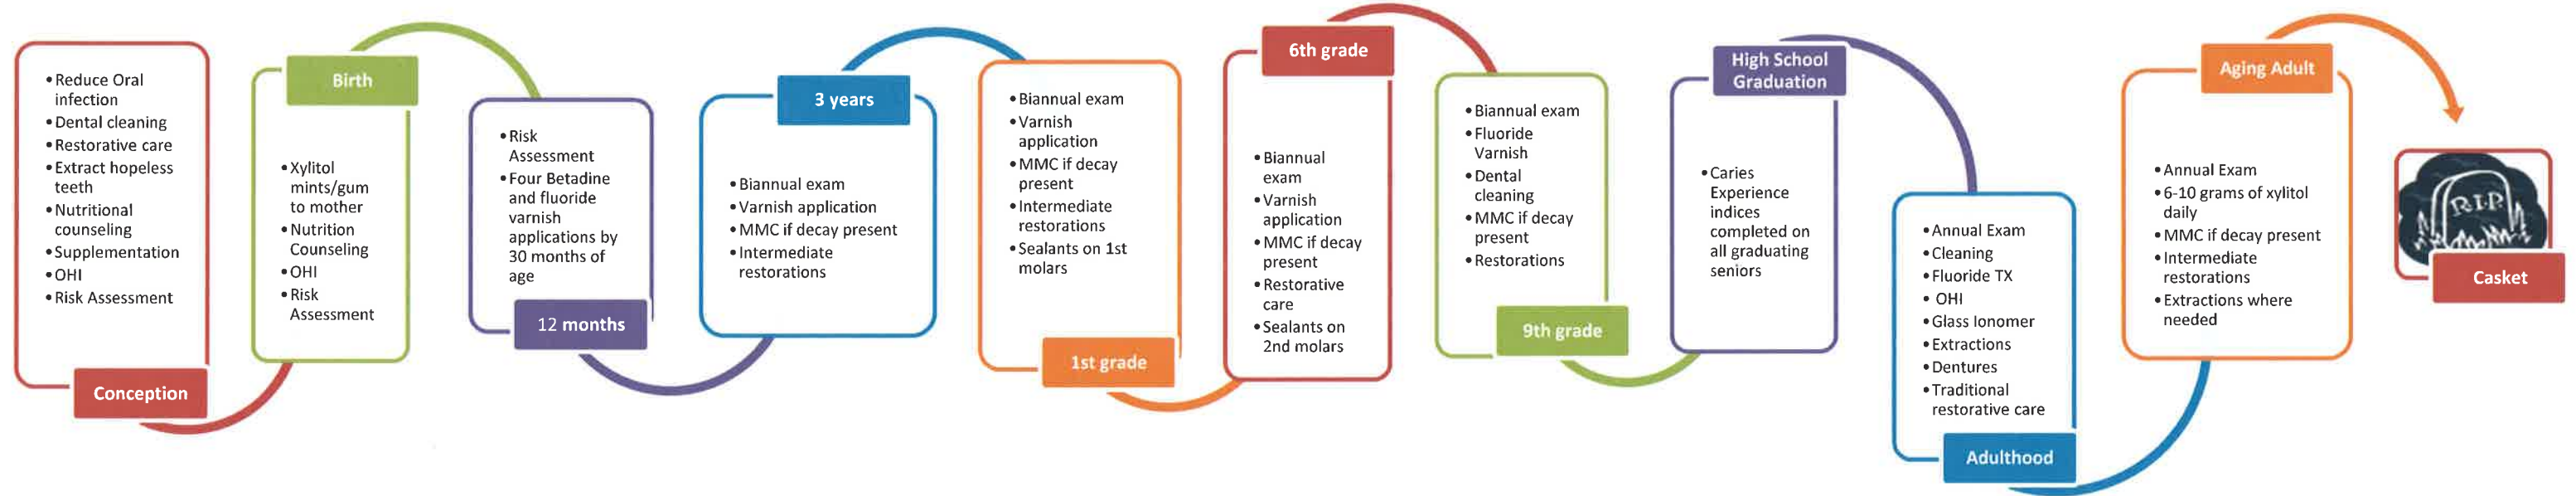 • Reduce Oral
infection
• Dental cleaning
• Restorative care
• Extract hopeless
teeth
• Nutritional
counseling
• Supplementation
• OHI
• Risk Assessment
Conception
Birth
• Xylitol
mints/gum
to mother
• Nutrition
Counseling
• OHI
• Risk
Assessment
• Risk
Assessment
• Four Betadine
and fluoride
varnish
applications by
30 months of
age
12 months
3 years
• Biannual exam
• Varnish application
• MMC if decay present
• Intermediate
restorations
• Biannual exam
• Varnish
application
• MMC if decay
present
• Intermediate
restorations
• Sealants on 1st
molars
1st grade
6th grade
• Biannual
exam
• Varnish
application
• MMC if decay
present
• Restorative
care
• Sealants on
2nd molars
• Biannual exam
• Fluoride
Varnish
• Dental
cleaning
• MMC if decay
present
• Restorations
9th grade
High School
Graduation
• Caries
Experience
indices
completed on
all graduating
seniors
• Annual Exam
• Cleaning
• Fluoride TX
• OHI
• Glass Ionomer
• Extractions
• Dentures
• Traditional
restorative care
Adulthood
Aging Adult
• Annual Exam
• 6-10 grams of xylitol
daily
• MMC if decay present
• Intermediate
restorations
• Extractions where
needed
R.I.P
Casket